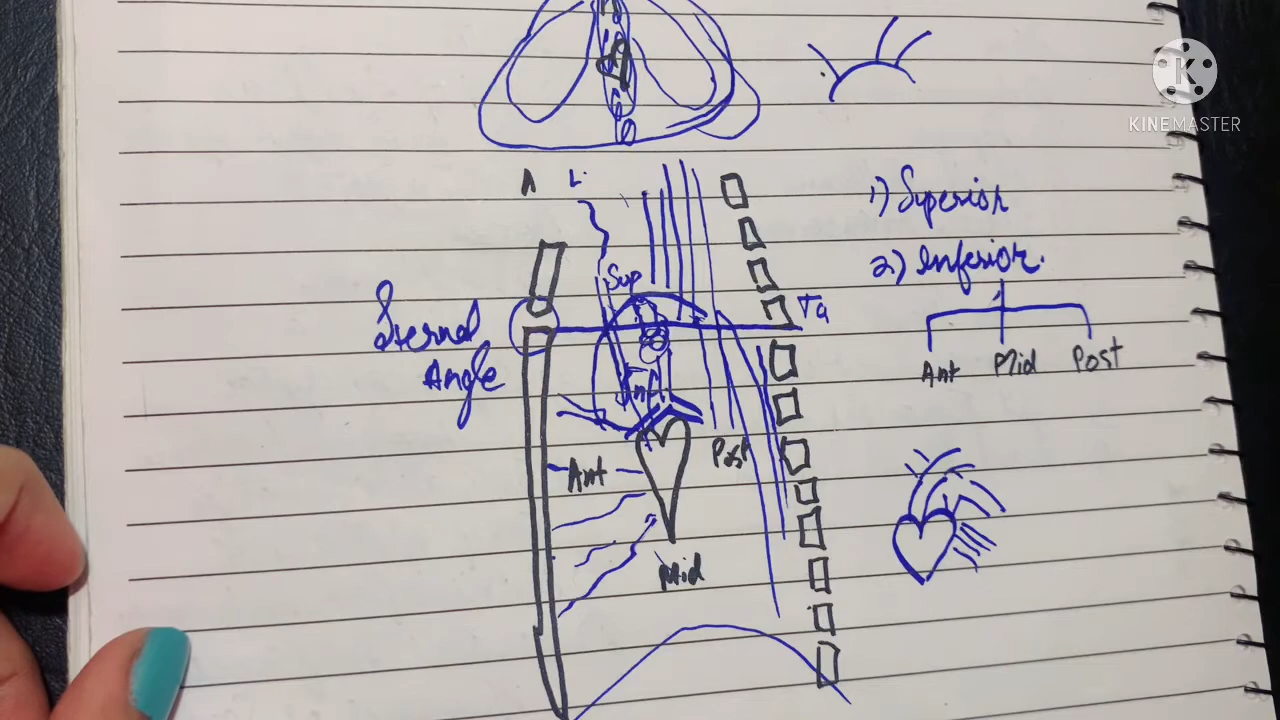 K
KINEMASTER
A L.
1) Superior
2) Inferior.
Sup
T4
Sternal
Angle
Inf
Ant Mid Post
Post
Ant
Mid